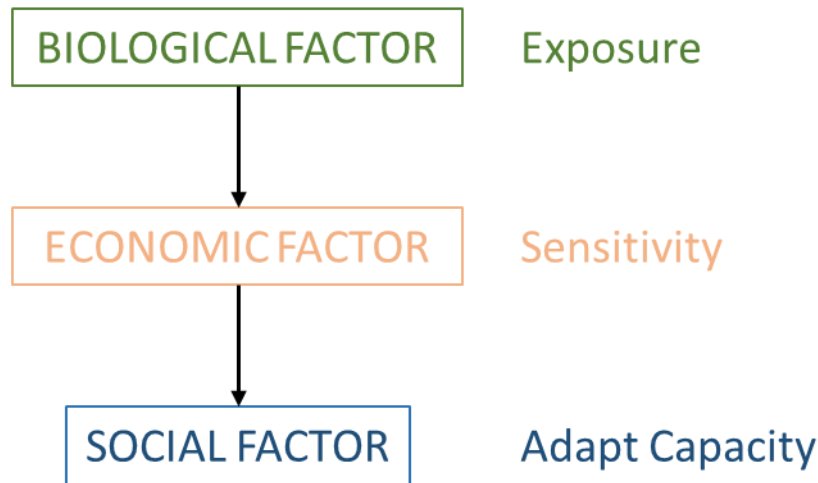 BIOLOGICAL FACTOR Exposure
ECONOMIC FACTOR Sensitivity
SOCIAL FACTOR Adapt Capacity